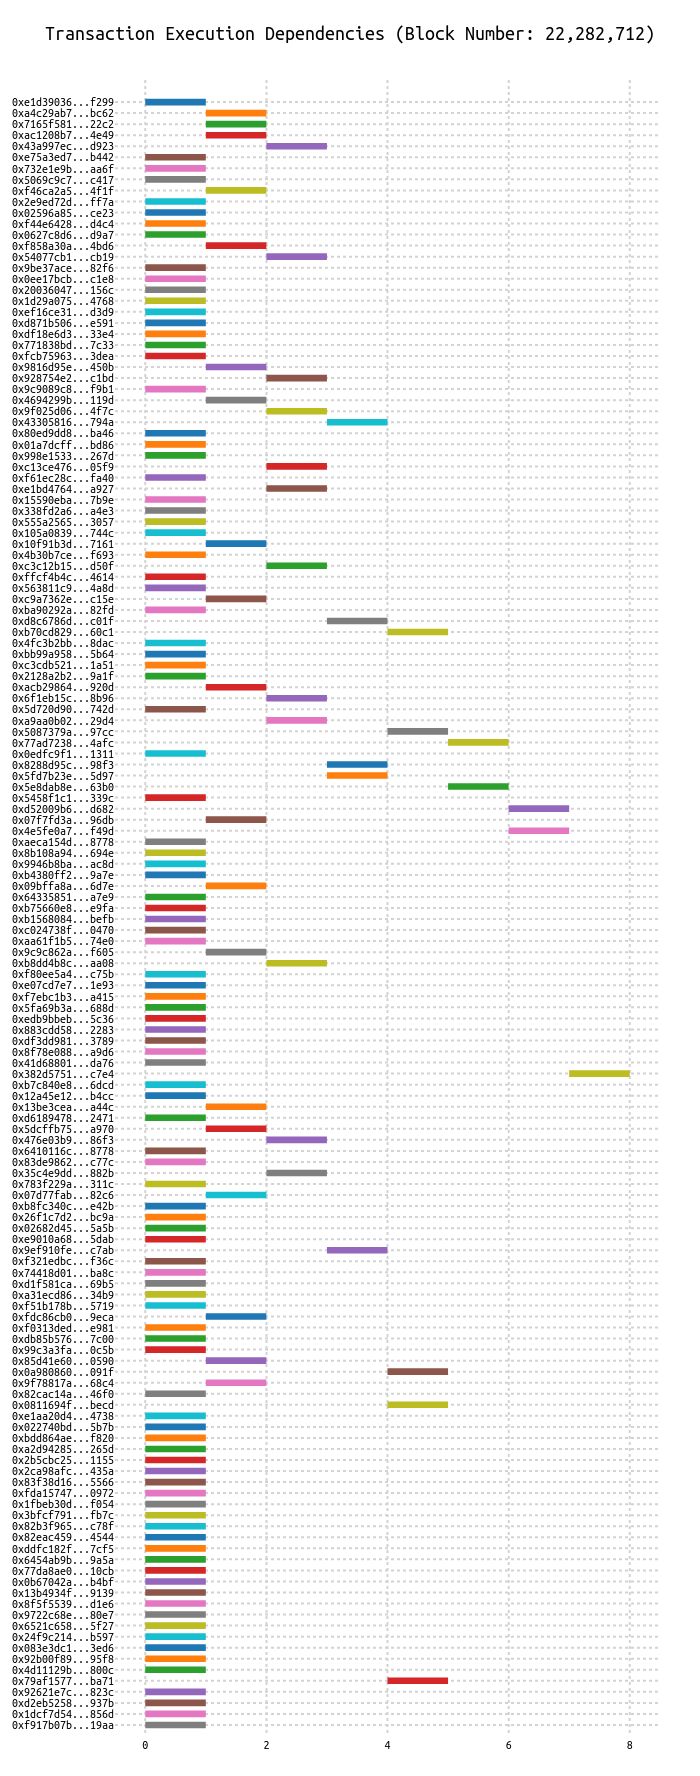 Transaction Execution Dependencies (Block Number: 22,282,712)
0xe1d39036...f299
0xa4c29ab7...bc62
0x7165f581...22c2
0xac1208b7...4e49
0x43a997ec...d923
0xe75a3ed7...b442
0x732e1e9b...aa6f
0x5069c9c7...c417
0xf46ca2a5...4f1f
0x2e9ed72d...ff7a
0x02596a85...ce23
0xf44e6428...d4c4
0x0627c8d6...d9a7
0xf858a30a...4bd6
0x54077cb1...cb19
0x9be37ace...82f6
0x0ee17bcb...c1e8
0x20036047...156c
0x1d29a075...4768
0xef16ce31...d3d9
0xd871b506...e591
0xdf18e6d3...33e4
0x771838bd...7c33
0xfcb75963...3dea
0x9816d95e...450b
0x928754e2...c1bd
0x9c9089c8...f9b1
0x4694299b...119d
0x9f025d06...4f7c
0x43305816...794a
0x80ed9dd8...ba46
0x01a7dcff...bd86
0x998e1533...267d
0xc13ce476...05f9
0xf61ec28c...fa40
0xe1bd4764...a927
0x15590eba...7b9e
0x338fd2a6...a4e3
0x555a2565...3057
0x105a0839...744c
0x10f91b3d...7161
0x4b30b7ce...f693
0xc3c12b15...d50f
0xffcf4b4c...4614
0x563811c9...4a8d
0xc9a7362e...c15e
0xba90292a...82fd
0xd8c6786d...c01f
0xb70cd829...60c1
0x4fc3b2bb...8dac
0xbb99a958...5b64
0xc3cdb521...1a51
0x2128a2b2...9a1f
0xacb29864...920d
0x6f1eb15c...8b96
0x5d720d90...742d
0xa9aa0b02...29d4
0x5087379a...97cc
0x77ad7238...4afc
0x0edfc9f1...1311
0x8288d95c...98f3
0x5fd7b23e...5d97
0x5e8dab8e...63b0
0x5458f1c1...339c
0xd52009b6...d682
0x07f7fd3a...96db
0x4e5fe0a7...f49d
0xaeca154d...8778
0x8b108a94...694e
0x9946b8ba...ac8d
0xb4380ff2...9a7e
0x09bffa8a...6d7e
0x64335851...a7e9
0xb75660e8...e9fa
0xb1568084...befb
0xc024738f...0470
0xaa61f1b5...74e0
0x9c9c862a...f605
0xb8dd4b8c...aa08
0xf80ee5a4...c75b
0xe07cd7e7...1e93
0xf7ebc1b3...a415
0x5fa69b3a...688d
0xedb9bbeb...5c36
0x883cdd58...2283
0xdf3dd981...3789
0x8f78e088...a9d6
0x41d68801...da76
0x382d5751...c7e4
0xb7c840e8...6dcd
0x12a45e12...b4cc
0x13be3cea...a44c
0xd6189478...2471
0x5dcffb75...a970
0x476e03b9...86f3
0x6410116c...8778
0x83de9862...c77c
0x35c4e9dd...882b
0x783f229a...311c
0x07d77fab...82c6
0xb8fc340c...e42b
0x26f1c7d2...bc9a
0x02682d45...5a5b
0xe9010a68...5dab
0x9ef910fe...c7ab
0xf321edbc...f36c
0x74418d01...ba8c
0xd1f581ca...69b5
0xa31ecd86...34b9
0xf51b178b...5719
0xfdc86cb0...9eca
0xf0313ded...e981
0xdb85b576...7c00
0x99c3a3fa...0c5b
0x85d41e60...0590
0x0a980860...091f
0x9f78817a...68c4
0x82cac14a...46f0
0x0811694f...becd
0xe1aa20d4...4738
0x022740bd...5b7b
0xbdd864ae...f820
0xa2d94285...265d
0x2b5cbc25...1155
0x2ca98afc...435a
0x83f38d16...5566
0xfda15747...0972
0x1fbeb30d...f054
0x3bfcf791...fb7c
0x82b3f965...c78f
0x82eac459...4544
0xddfc182f...7cf5
0x6454ab9b...9a5a
0x77da8ae0...10cb
0x0b67042a...b4bf
0x13b4934f...9139
0x8f5f5539...d1e6
0x9722c68e...80e7
0x6521c658...5f27
0x24f9c214...b597
0x083e3dc1...3ed6
0x92b00f89...95f8
0x4d11129b...800c
0x79af1577...ba71
0x92621e7c...823c
0xd2eb5258...937b
0x1dcf7d54...856d
0xf917b07b...19aa
0 2 4 6 8